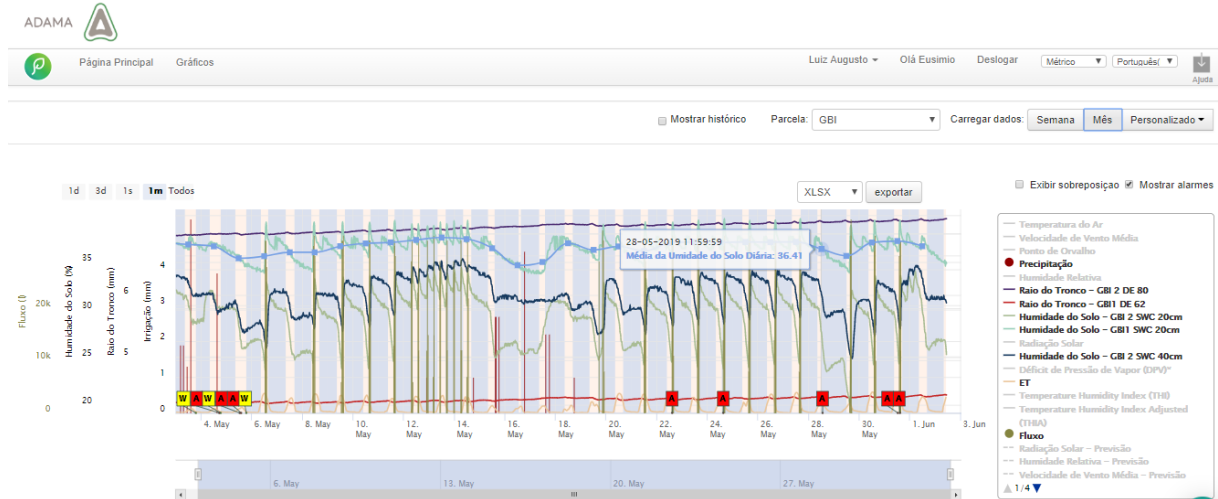 ADAMA
Página Principal Gráficos Luiz Augusto Olá Eusimio Deslogar Métrico Português( Ajuda
Mostrar histórico Parcela: GBI Carregar dados: Semana Mês Personalizado
1d 3d 1s 1m Todos XLSX exportar Exibir sobreposiçao Mostrar alarmes
28-05-2019 11:59:59
Média da Umidade do Solo Diária: 36.41
Fluxo (l)
20k
10k
0
Humidade do Solo (%)
35
30
25
20
Raio do Tronco (mm)
6
5
Irrigação (mm)
4
3
2
1
0
W A W A A W A A A A A
4. May 6. May 8. May 10. May 12. May 14. May 16. May 18. May 20. May 22. May 24. May 26. May 28. May 30. May 1. Jun 3. Jun
6. May 13. May 20. May 27. May
Temperatura do Ar
Velocidade de Vento Média
Ponto de Orvalho
Precipitação
Humidade Relativa
Raio do Tronco - GBI 2 DE 80
Raio do Tronco - GBI1 DE 62
Humidade do Solo - GBI 2 SWC 20cm
Humidade do Solo - GBI1 SWC 20cm
Radiação Solar
Humidade do Solo - GBI 2 SWC 40cm
Déficit de Pressão de Vapor (DPV)"
ET
Temperature Humidity Index (THI)
Temperature Humidity Index Adjusted
(THIA)
Fluxo
Radiação Solar - Previsão
Humidade Relativa - Previsão
Velocidade de Vento Média - Previsão
1/4